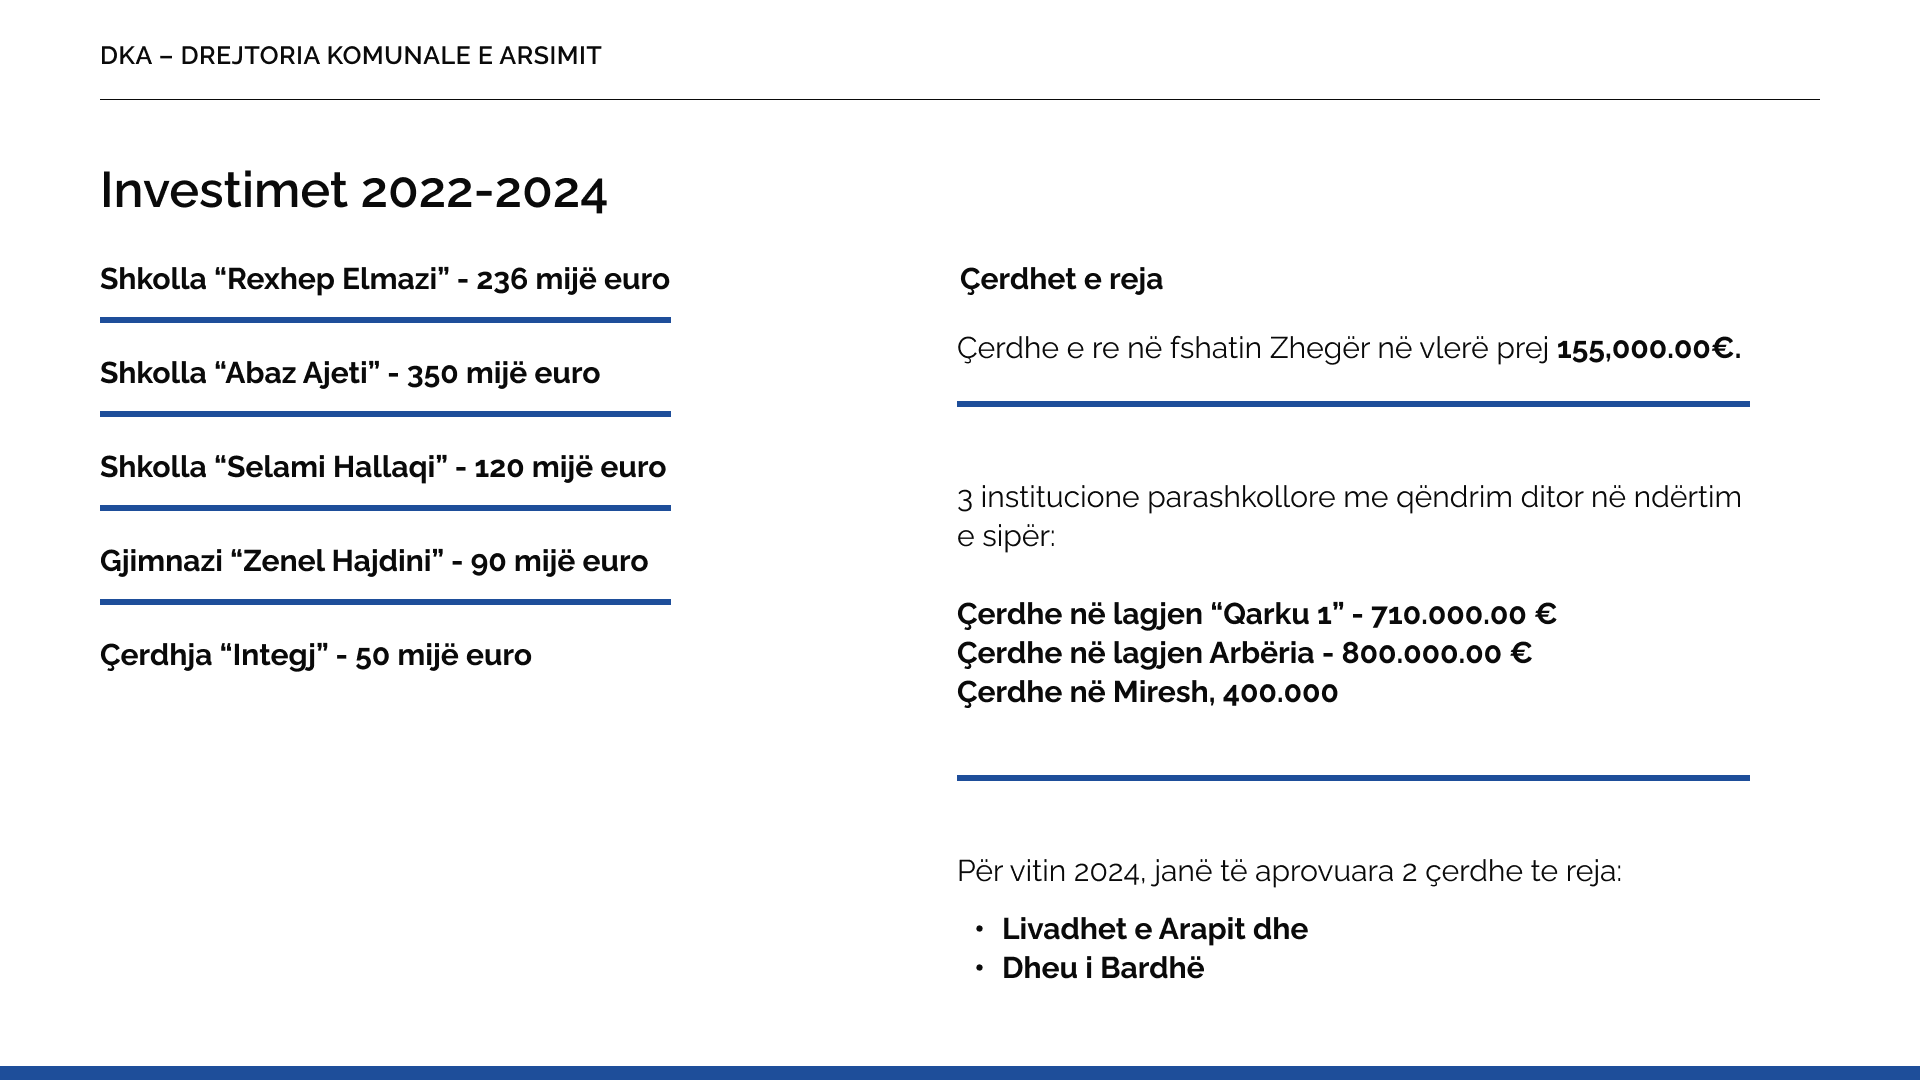 DKA – DREJTORIA KOMUNALE E ARSIMIT
Investimet 2022-2024
Shkolla “Rexhep Elmazi” - 236 mijë euro
Shkolla “Abaz Ajeti” - 350 mijë euro
Shkolla “Selami Hallaqi” - 120 mijë euro
Gjimnazi “Zenel Hajdini” - 90 mijë euro
Çerdhja “Integj” - 50 mijë euro
Çerdhet e reja
Çerdhe e re në fshatin Zhegër në vlerë prej 155,000.00€.
3 institucione parashkollore me qëndrim ditor në ndërtim
e sipër:
Çerdhe në lagjen “Qarku 1” - 710.000.00 €
Çerdhe në lagjen Arbëria - 800.000.00 €
Çerdhe në Miresh, 400.000
Për vitin 2024, janë të aprovuara 2 çerdhe te reja:
• Livadhet e Arapit dhe
• Dheu i Bardhë